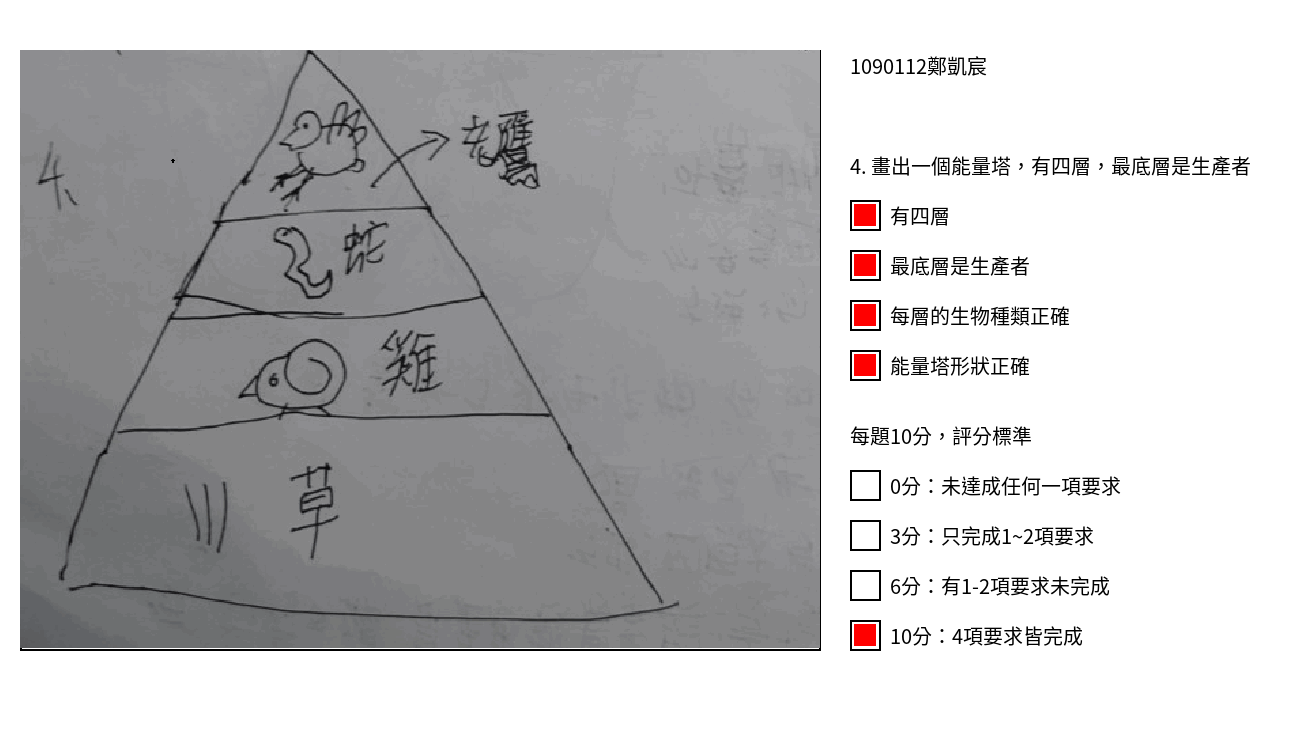 4、
老鷹
蛇
雞
草
1090112鄭凱宸
4. 畫出一個能量塔，有四層，最底層是生產者
有四層
最底層是生產者
每層的生物種類正確
能量塔形狀正確
每題10分，評分標準
0分：未達成任何一項要求
3分：只完成1~2項要求
6分：有1-2項要求未完成
10分：4項要求皆完成